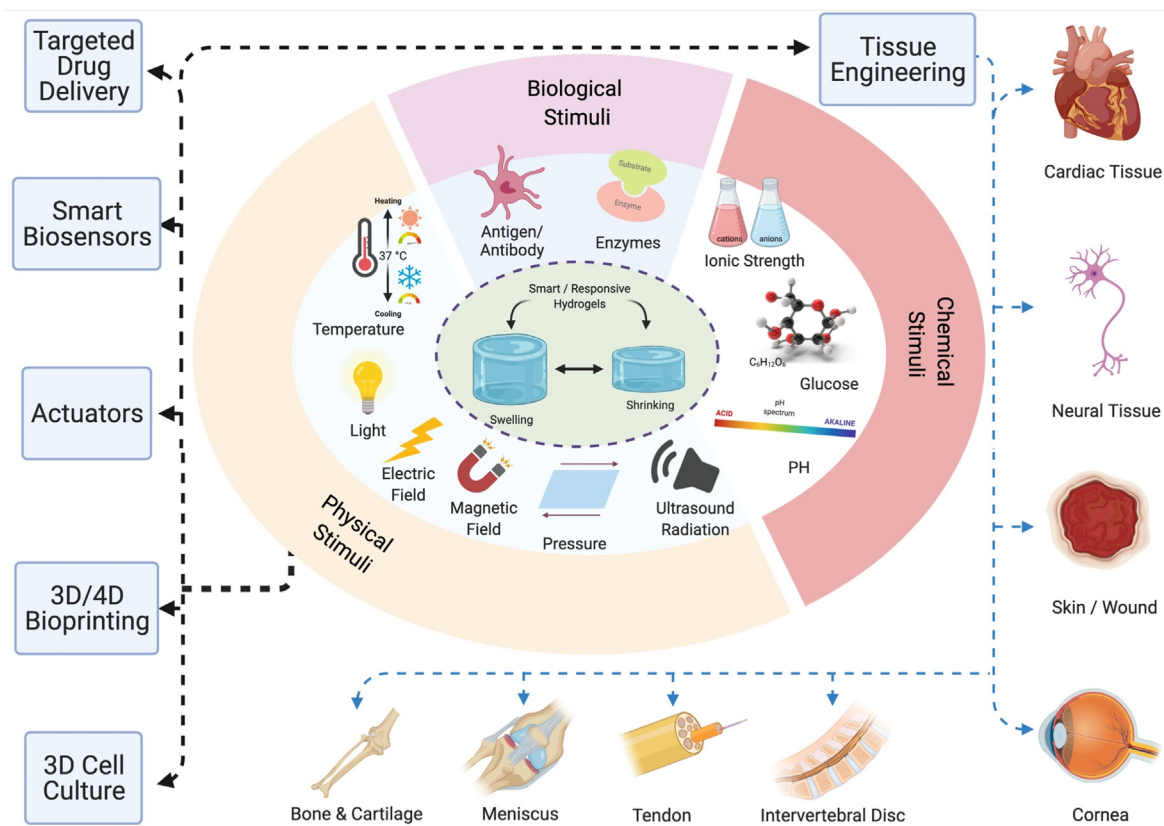 Targeted
Drug
Delivery
Smart
Biosensors
Actuators
3D/4D
Bioprinting
3D Cell
Culture
Tissue
Engineering
Biological
Stimuli
Antigen/
Antibody
Substrate
Enzyme
Enzymes
Chemical
Stimuli
cations
anions
Ionic Strength
C₆H₁₂O₆
Glucose
pH
spectrum
ACID
AKALINE
PH
Physical
Stimuli
Heating
37 °C
Cooling
Temperature
Light
Electric
Field
Magnetic
Field
Pressure
Ultrasound
Radiation
Smart / Responsive
Hydrogels
Swelling
Shrinking
Cardiac Tissue
Neural Tissue
Skin / Wound
Cornea
Bone & Cartilage
Meniscus
Tendon
Intervertebral Disc